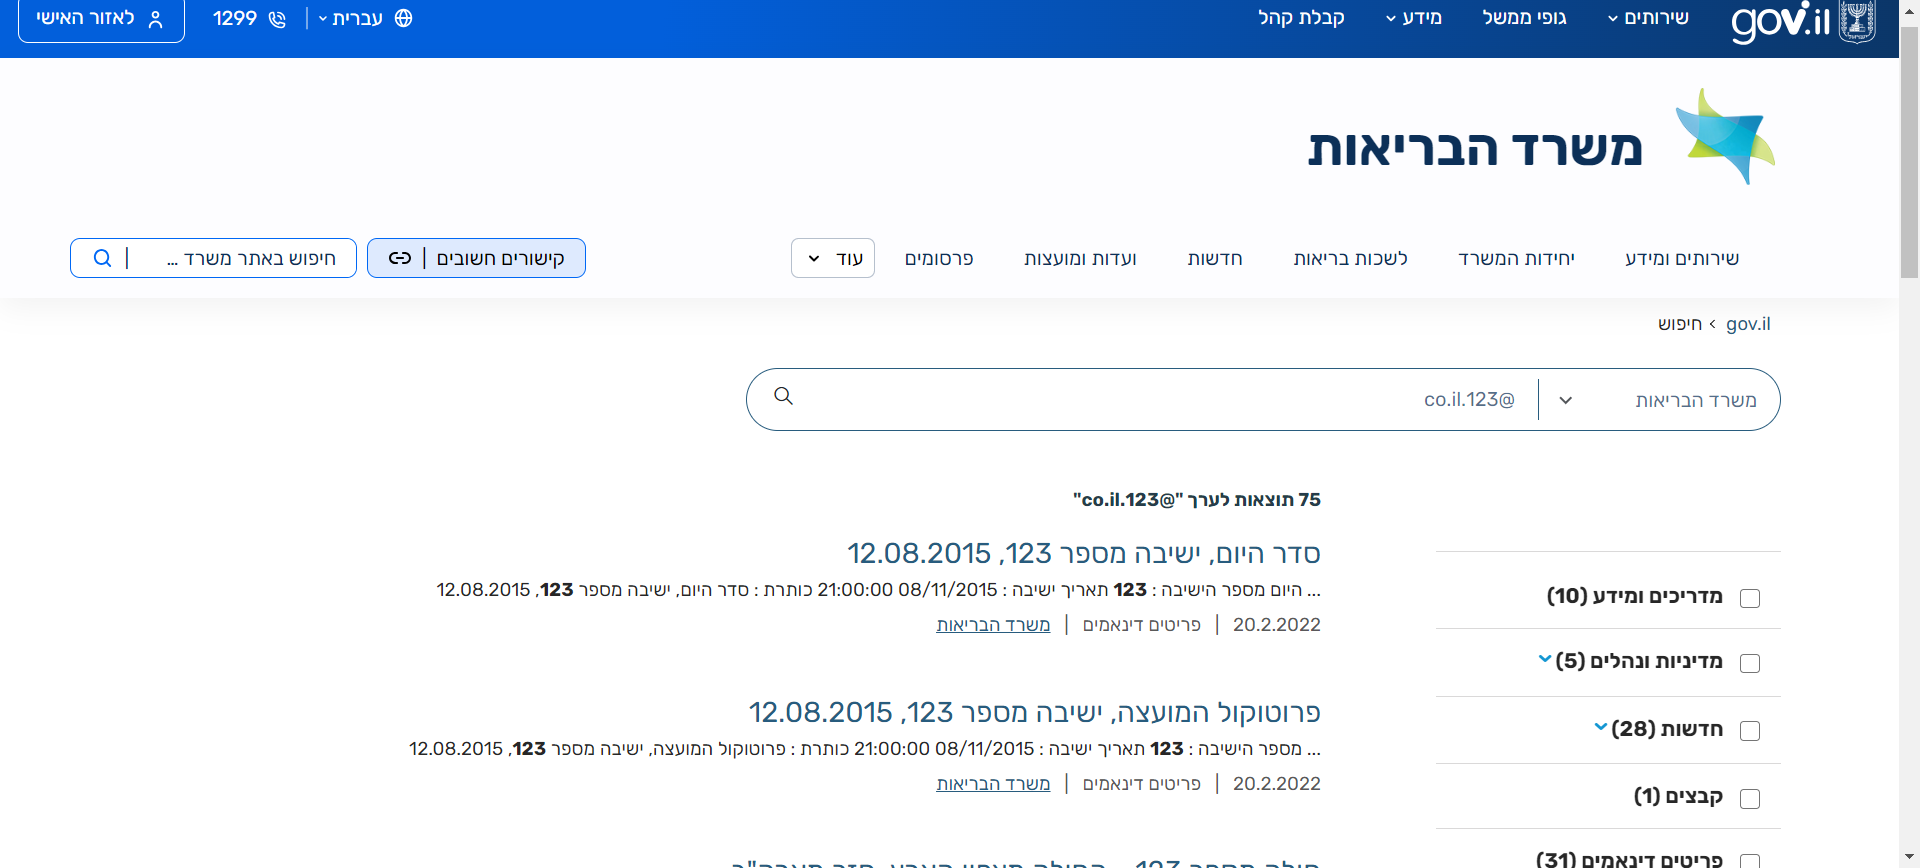 gov.il
שירותים
גופי ממשל
מידע
קבלת קהל
עברית
1299
לאזור האישי
משרד הבריאות
שירותים ומידע
יחידות המשרד
לשכות בריאות
חדשות
ועדות ומועצות
פרסומים
עוד
קישורים חשובים
חיפוש באתר משרד ...
gov.il › חיפוש
משרד הבריאות
@123.co.il
75 תוצאות לערך "@123.co.il"
סדר היום, ישיבה מספר 123, 12.08.2015
... היום מספר הישיבה : 123 תאריך ישיבה : 08/11/2015 21:00:00 כותרת : סדר היום, ישיבה מספר 123, 12.08.2015
20.2.2022 | פריטים דינאמים | משרד הבריאות
פרוטוקול המועצה, ישיבה מספר 123, 12.08.2015
... מספר הישיבה : 123 תאריך ישיבה : 08/11/2015 21:00:00 כותרת : פרוטוקול המועצה, ישיבה מספר 123, 12.08.2015
20.2.2022 | פריטים דינאמים | משרד הבריאות
מדריכים ומידע (10)
מדיניות ונהלים (5)
חדשות (28)
קבצים (1)
פריטים דינאמים (31)